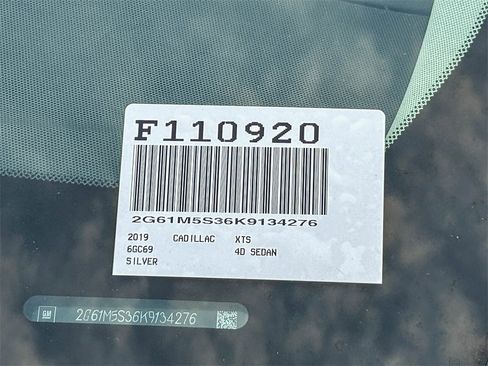 F110920
2G61M5S36K9134276
2019 CADILLAC XTS
6GC69 4D SEDAN
SILVER
GM 2G61M5S36K9134276